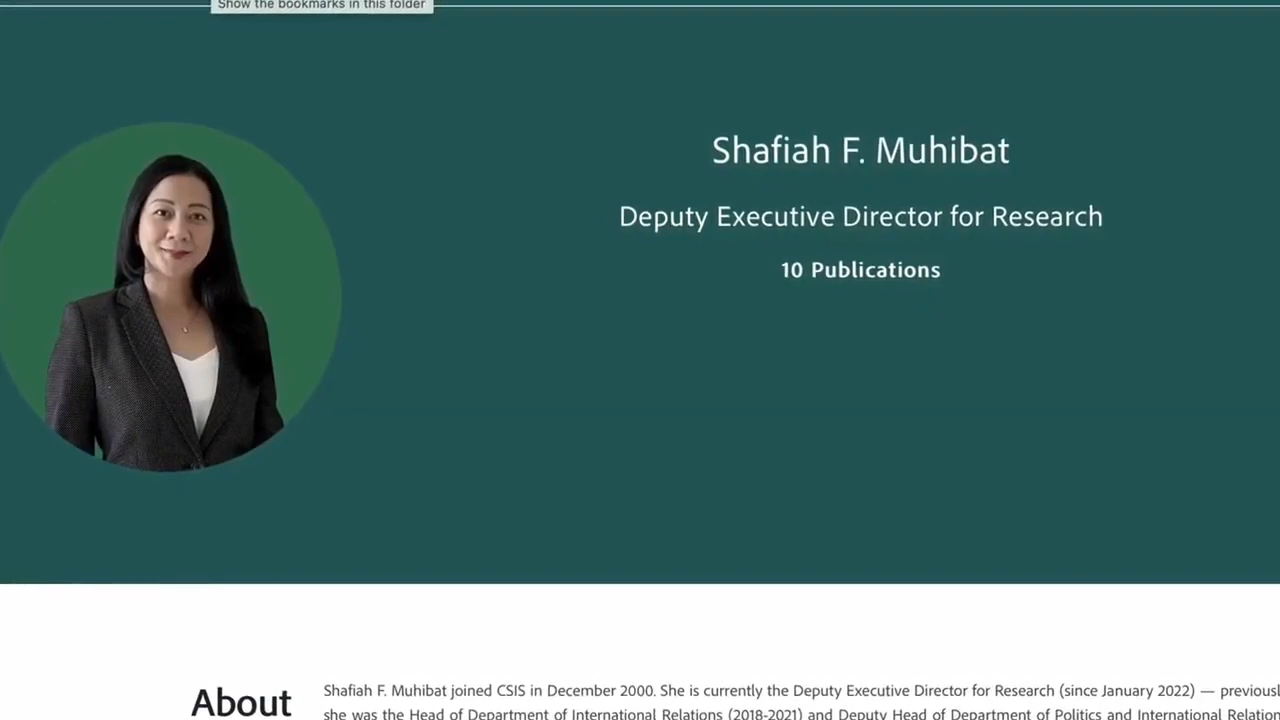 Show the bookmarks in this folder
Shafiah F. Muhibat
Deputy Executive Director for Research
10 Publications
About
Shafiah F. Muhibat joined CSIS in December 2000. She is currently the Deputy Executive Director for Research (since January 2022) — previousl
she was the Head of Department of International Relations (2018-2021) and Deputy Head of Department of Politics and International Relation